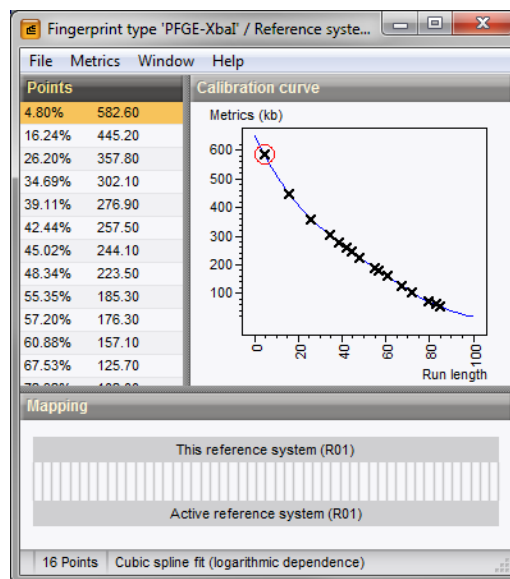 Fingerprint type 'PFGE-XbaI' / Reference syste...
File Metrics Window Help
Points
4.80% 582.60
16.24% 445.20
26.20% 357.80
34.69% 302.10
39.11% 276.90
42.44% 257.50
45.02% 244.10
48.34% 223.50
55.35% 185.30
57.20% 176.30
60.88% 157.10
67.53% 125.70
Calibration curve
Metrics (kb)
600
500
400
300
200
100
0 20 40 60 80 100
Run length
Mapping
This reference system (R01)
Active reference system (R01)
16 Points Cubic spline fit (logarithmic dependence)